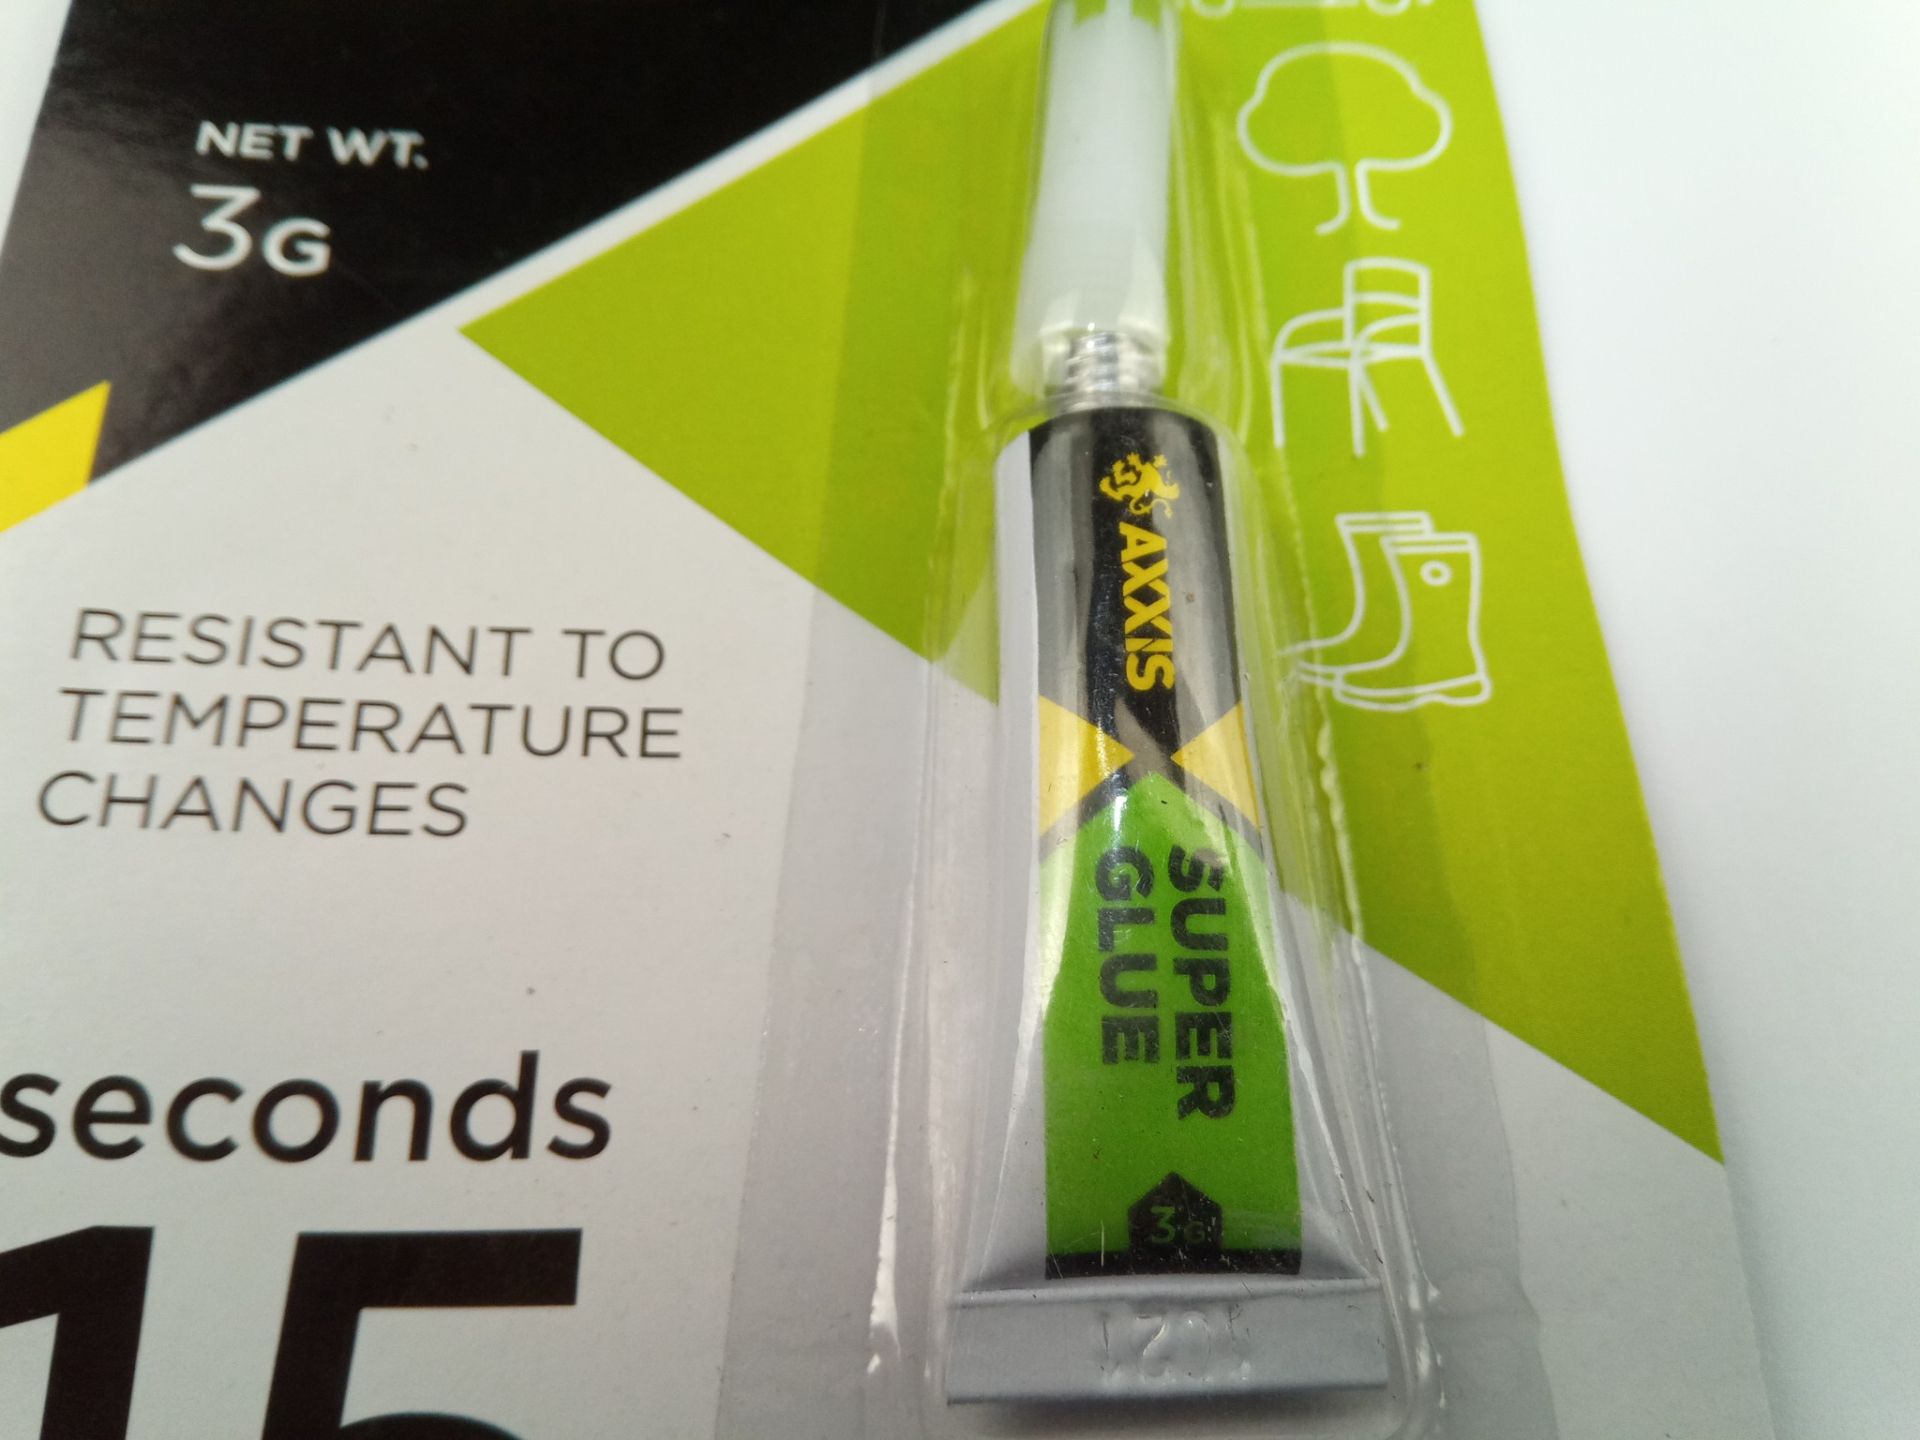 NET WT.
3G
RESISTANT TO
TEMPERATURE
CHANGES
seconds
15
AXXIS
SUPER
GLUE
3G